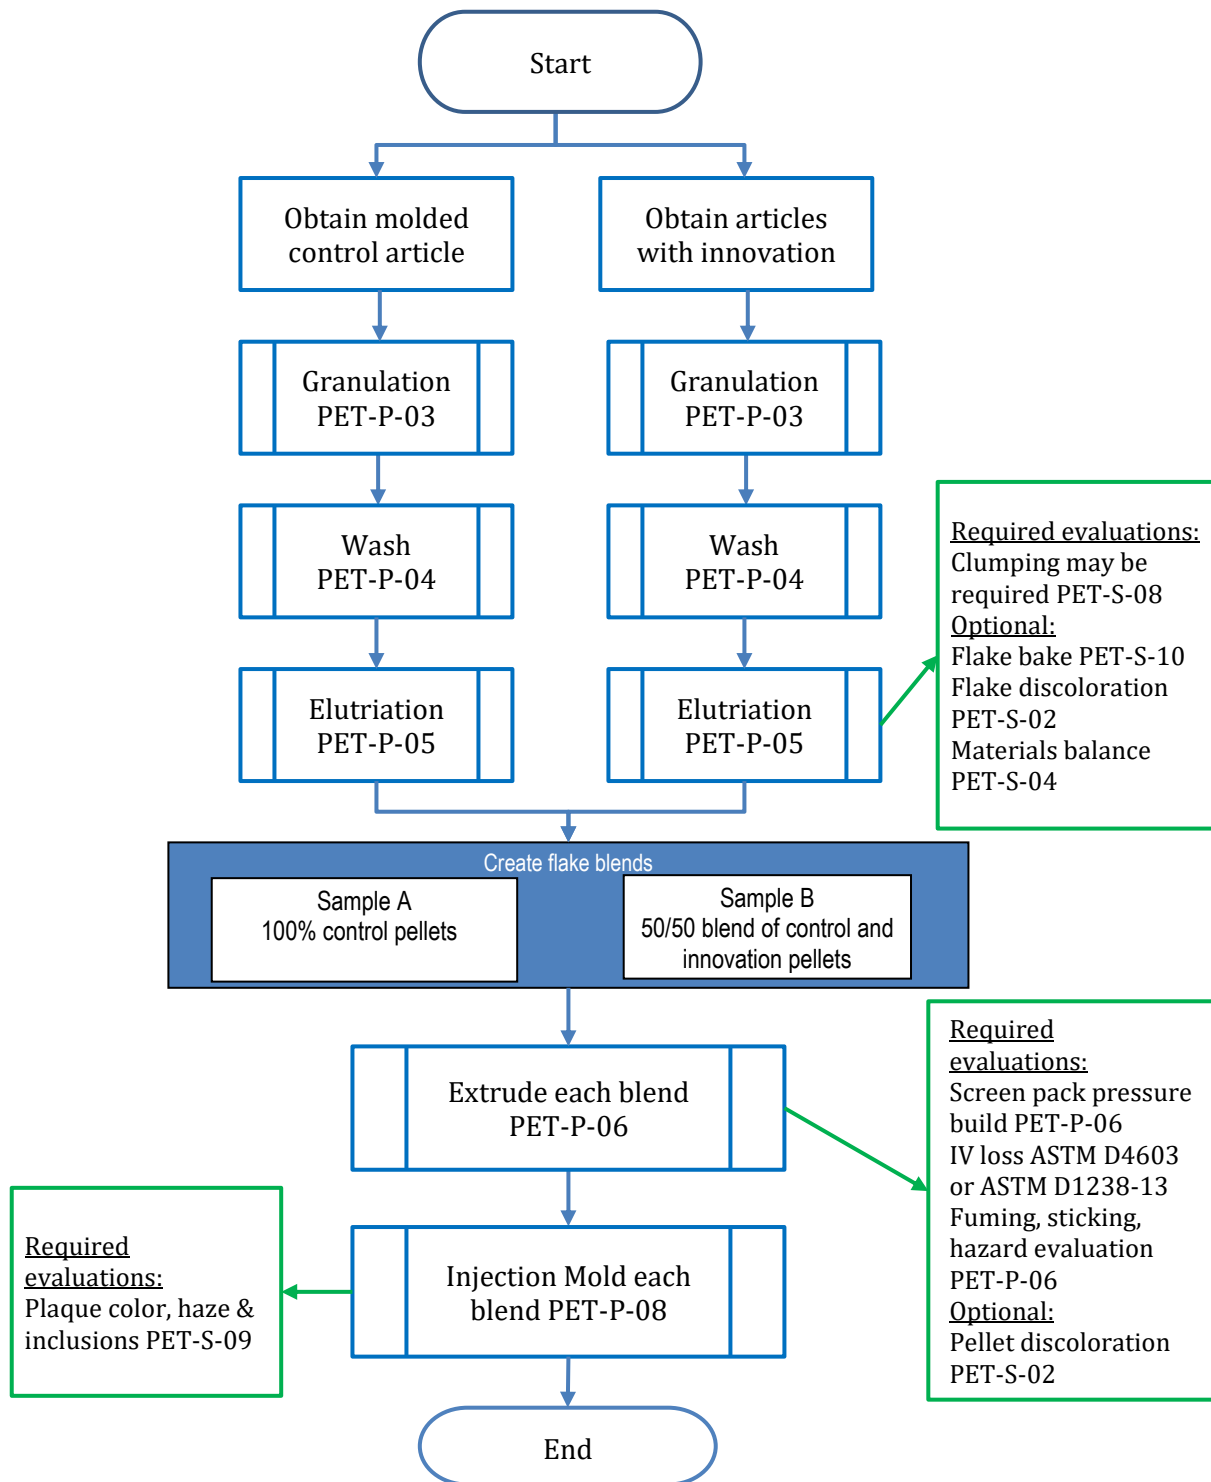 Start
Obtain molded
control article
Obtain articles
with innovation
Granulation
PET-P-03
Granulation
PET-P-03
Wash
PET-P-04
Wash
PET-P-04
Elutriation
PET-P-05
Elutriation
PET-P-05
Required evaluations:
Clumping may be
required PET-S-08
Optional:
Flake bake PET-S-10
Flake discoloration
PET-S-02
Materials balance
PET-S-04
Create flake blends
Sample A
100% control pellets
Sample B
50/50 blend of control and
innovation pellets
Extrude each blend
PET-P-06
Required
evaluations:
Screen pack pressure
build PET-P-06
IV loss ASTM D4603
or ASTM D1238-13
Fuming, sticking,
hazard evaluation
PET-P-06
Optional:
Pellet discoloration
PET-S-02
Injection Mold each
blend PET-P-08
Required
evaluations:
Plaque color, haze &
inclusions PET-S-09
End